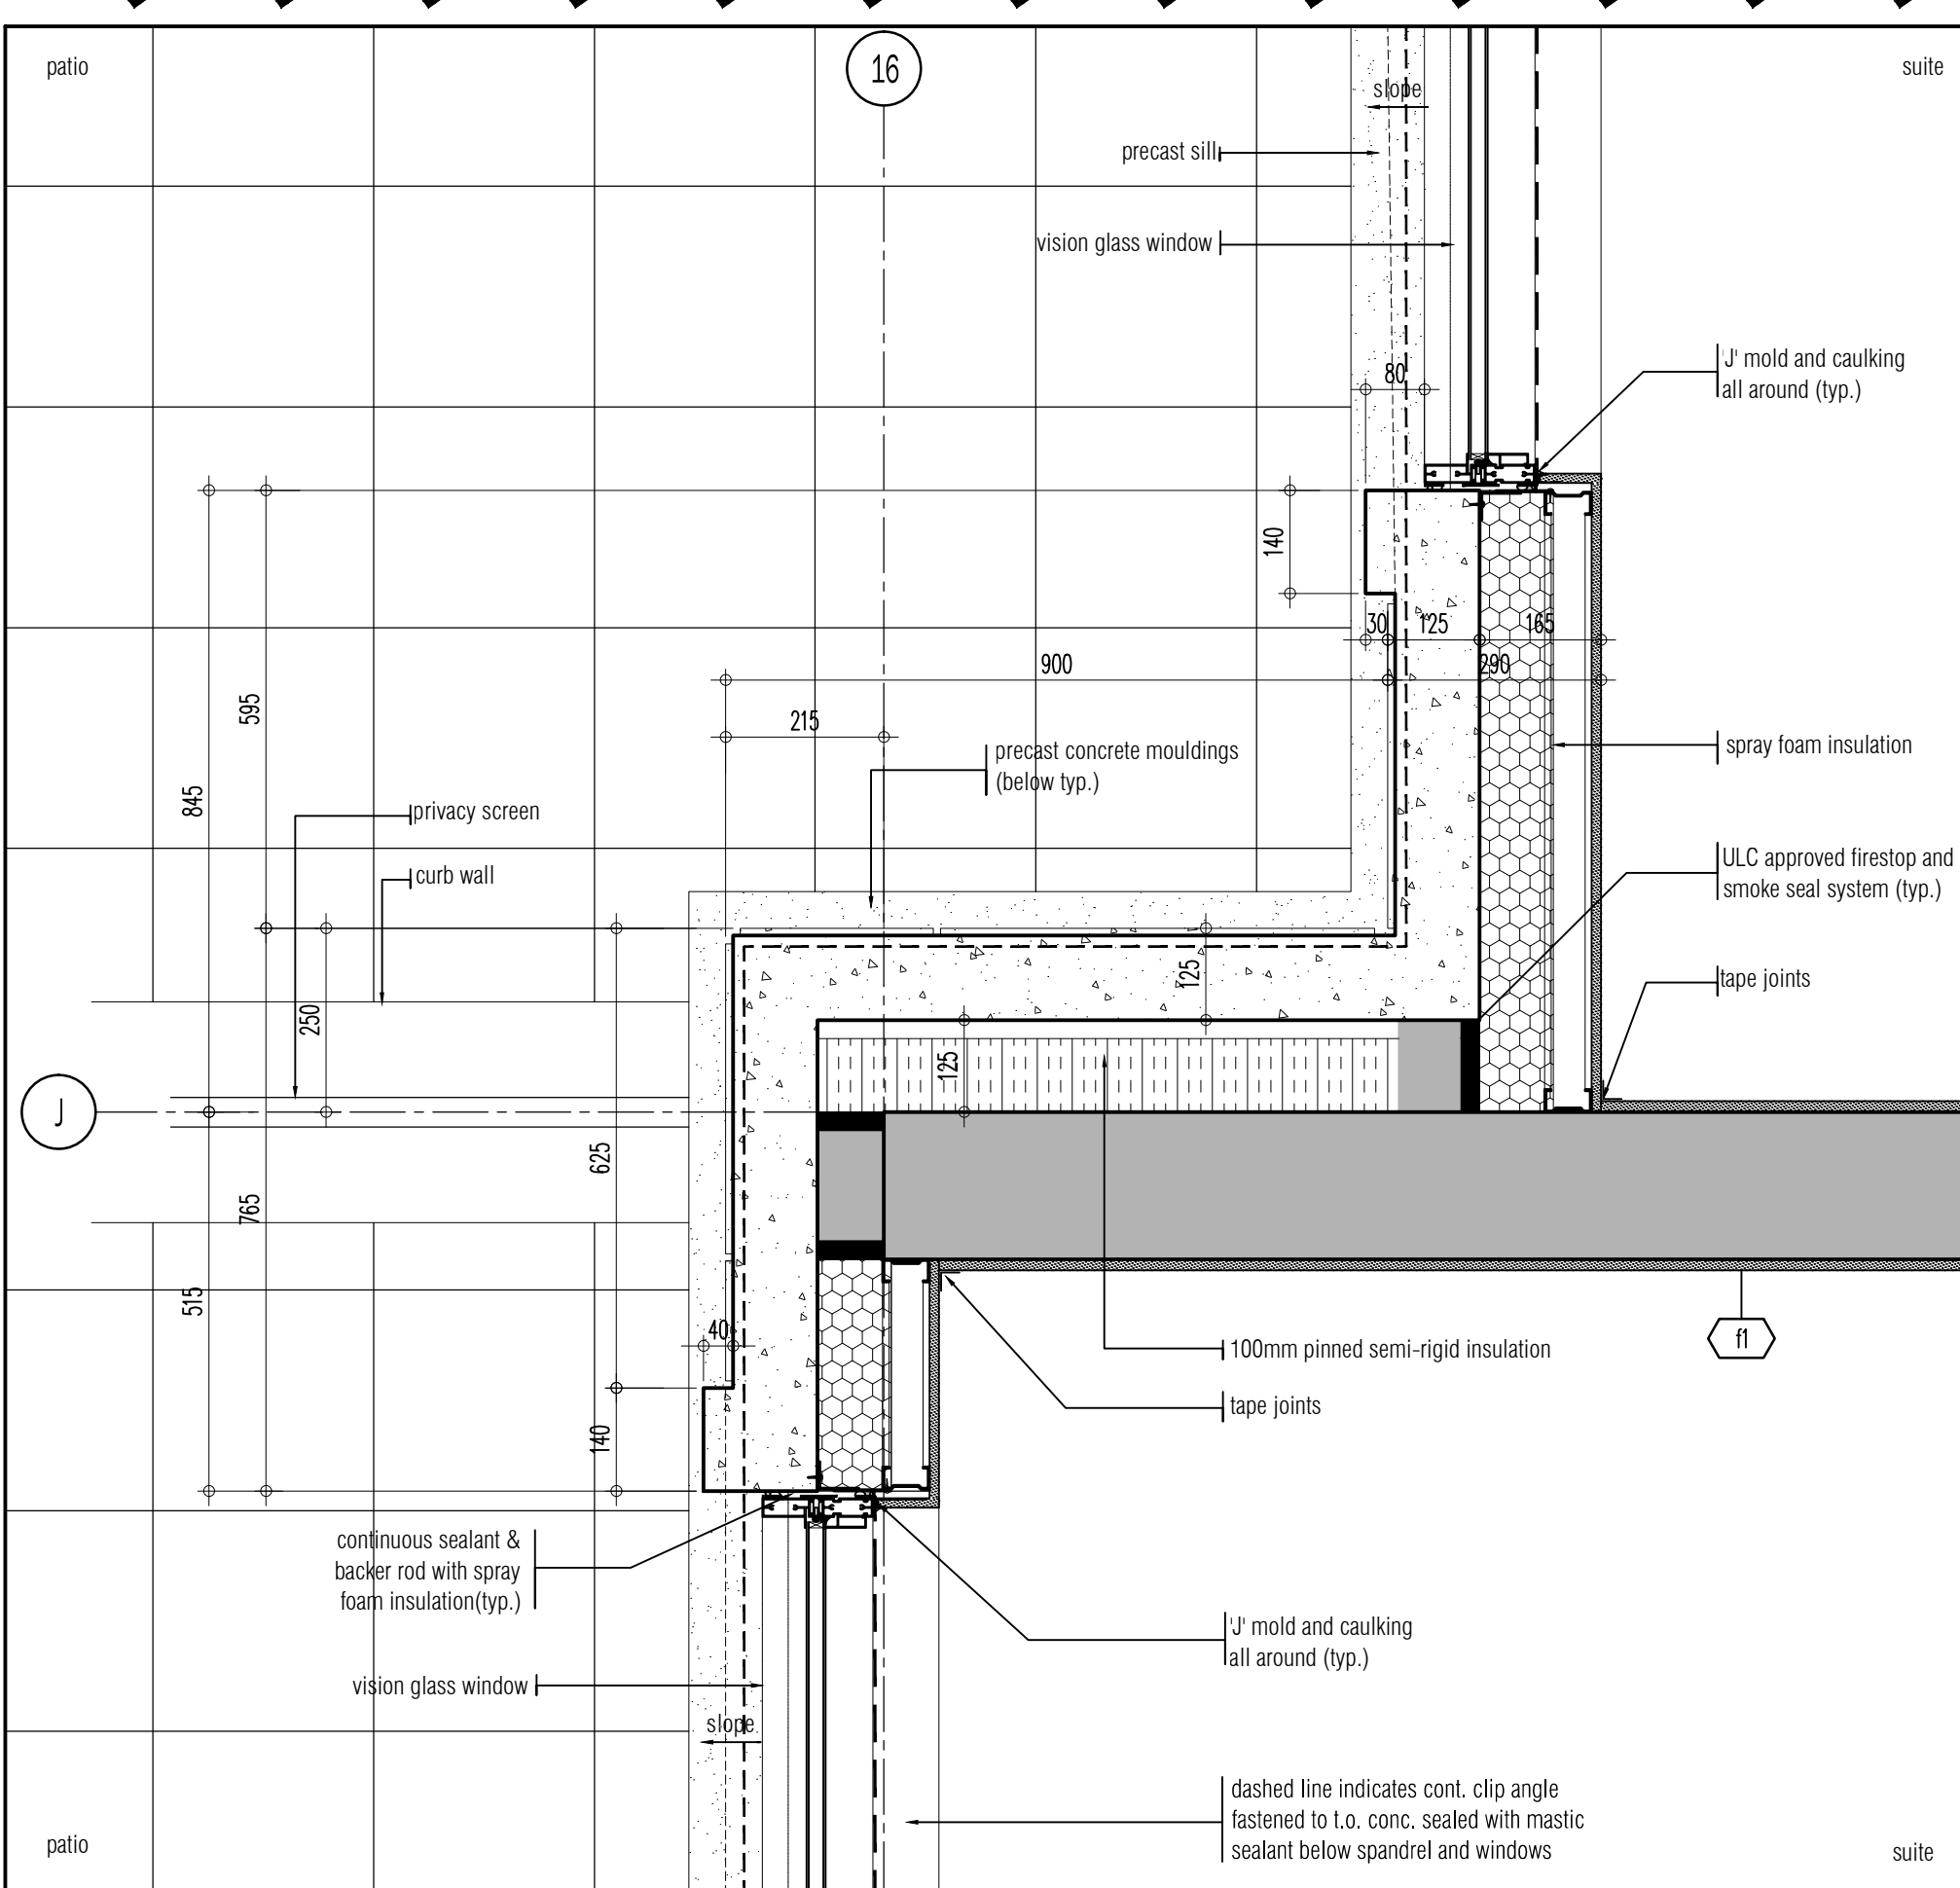 patio
16
suite
slope
precast sill
vision glass window
'J' mold and caulking
all around (typ.)
80
140
30
125
165
290
900
595
215
precast concrete mouldings
(below typ.)
spray foam insulation
845
privacy screen
curb wall
ULC approved firestop and
smoke seal system (typ.)
tape joints
125
250
125
J
625
765
515
40
f1
100mm pinned semi-rigid insulation
tape joints
140
continuous sealant &
backer rod with spray
foam insulation(typ.)
'J' mold and caulking
all around (typ.)
vision glass window
slope
dashed line indicates cont. clip angle
fastened to t.o. conc. sealed with mastic
sealant below spandrel and windows
patio
suite